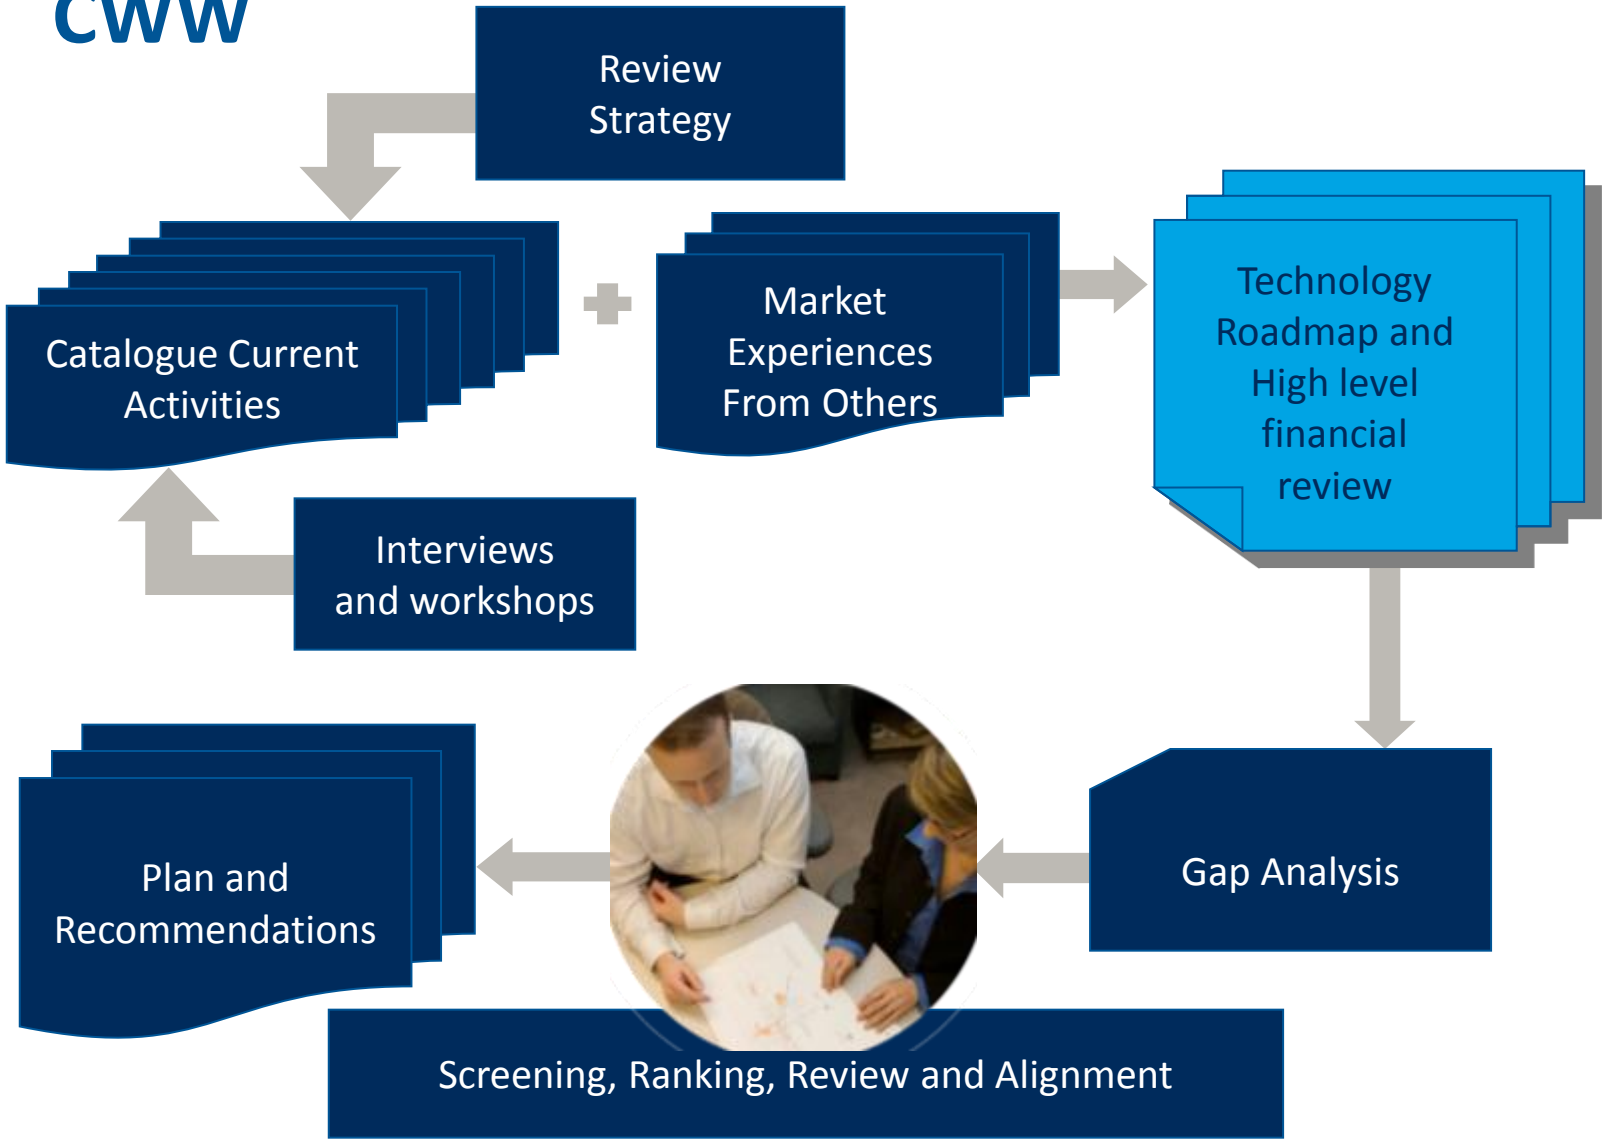 CWW
Review
Strategy
Catalogue Current
Activities
Market
Experiences
From Others
Technology
Roadmap and
High level
financial
review
Interviews
and workshops
Gap Analysis
Plan and
Recommendations
Screening, Ranking, Review and Alignment